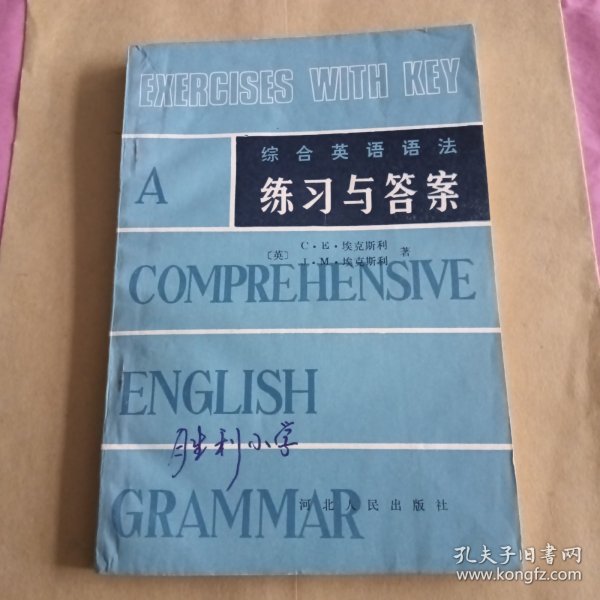 EXERCISES WITH KEY
综合英语语法
A
练习与答案
C·E·埃克斯利
〔英〕
著
J·M·埃克斯利
COMPREHENSIVE
ENGLISH
胜利小学
GRAMMAR
河北人民出版社
孔夫子旧书网
www.kongfz.com